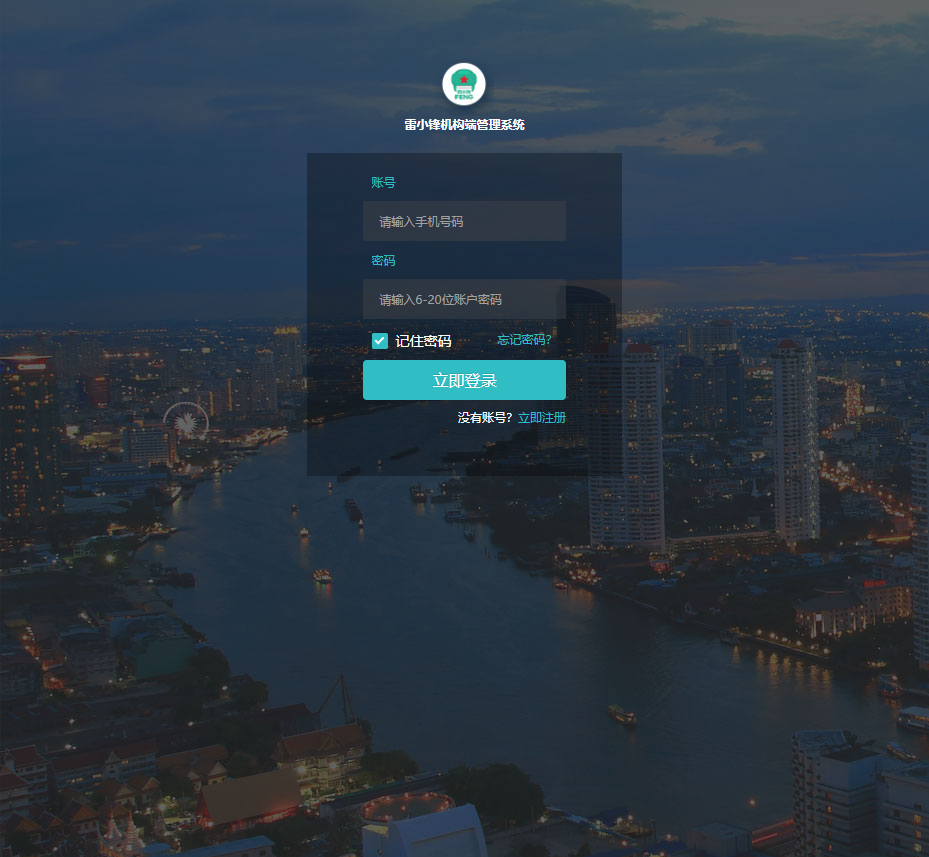 FENG
雷小锋机构端管理系统
账号
请输入手机号码
密码
请输入6-20位账户密码
记住密码 忘记密码?
立即登录
没有账号? 立即注册